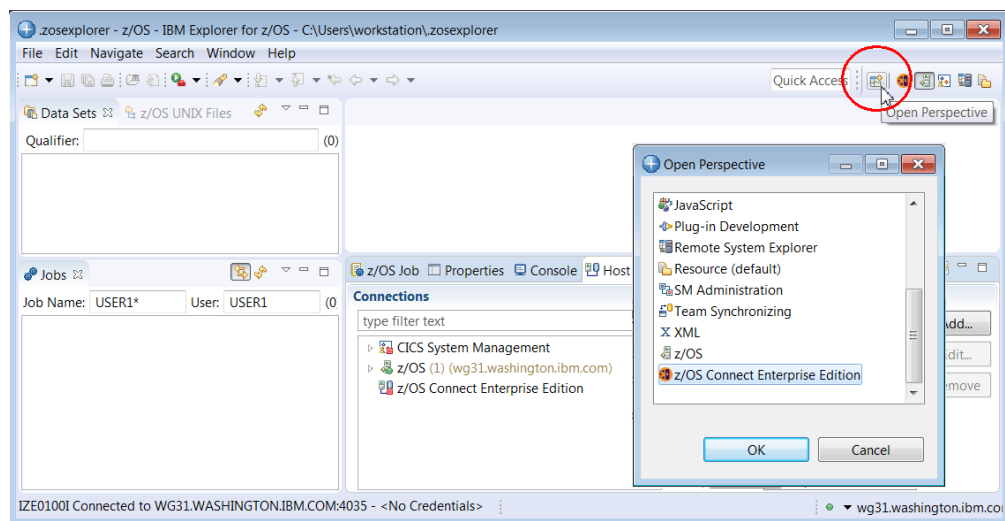 .zosexplorer - z/OS - IBM Explorer for z/OS - C:\Users\workstation\.zosexplorer
File Edit Navigate Search Window Help
Quick Access
Open Perspective
Data Sets z/OS UNIX Files
Qualifier: (0)
Open Perspective
JavaScript
Plug-in Development
Remote System Explorer
Resource (default)
SM Administration
Team Synchronizing
XML
z/OS
z/OS Connect Enterprise Edition
OK Cancel
Jobs
Job Name: USER1* User: USER1 (0
z/OS Job Properties Console Host
Connections
type filter text
CICS System Management
z/OS (1) (wg31.washington.ibm.com)
z/OS Connect Enterprise Edition
dd...
dit...
move
IZE0100I Connected to WG31.WASHINGTON.IBM.COM:4035 - <No Credentials>
wg31.washington.ibm.co